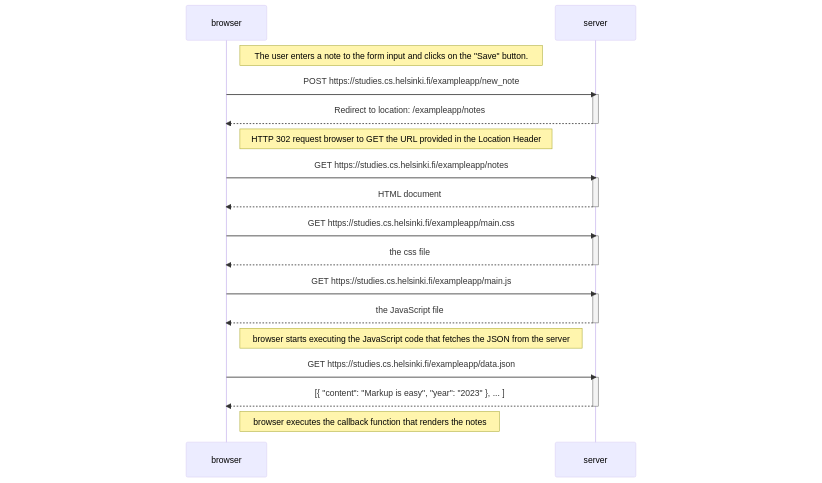 browser
server
The user enters a note to the form input and clicks on the "Save" button.
POST https://studies.cs.helsinki.fi/exampleapp/new_note
Redirect to location: /exampleapp/notes
HTTP 302 request browser to GET the URL provided in the Location Header
GET https://studies.cs.helsinki.fi/exampleapp/notes
HTML document
GET https://studies.cs.helsinki.fi/exampleapp/main.css
the css file
GET https://studies.cs.helsinki.fi/exampleapp/main.js
the JavaScript file
browser starts executing the JavaScript code that fetches the JSON from the server
GET https://studies.cs.helsinki.fi/exampleapp/data.json
[{ "content": "Markup is easy", "year": "2023" }, ... ]
browser executes the callback function that renders the notes
browser
server